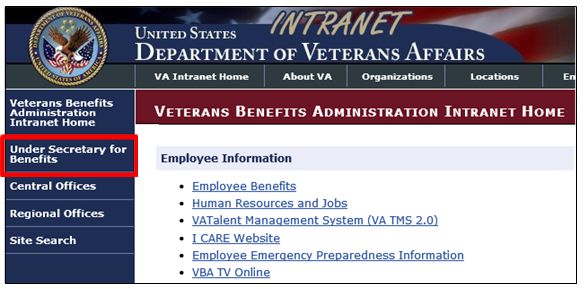 INTRANET
UNITED STATES
DEPARTMENT OF VETERANS AFFAIRS
VA Intranet Home
About VA
Organizations
Locations
En
Veterans Benefits
Administration
Intranet Home
Under Secretary for
Benefits
Central Offices
Regional Offices
Site Search
VETERANS BENEFITS ADMINISTRATION INTRANET HOME
Employee Information
• Employee Benefits
• Human Resources and Jobs
• VATalent Management System (VA TMS 2.0)
• I CARE Website
• Employee Emergency Preparedness Information
• VBA TV Online